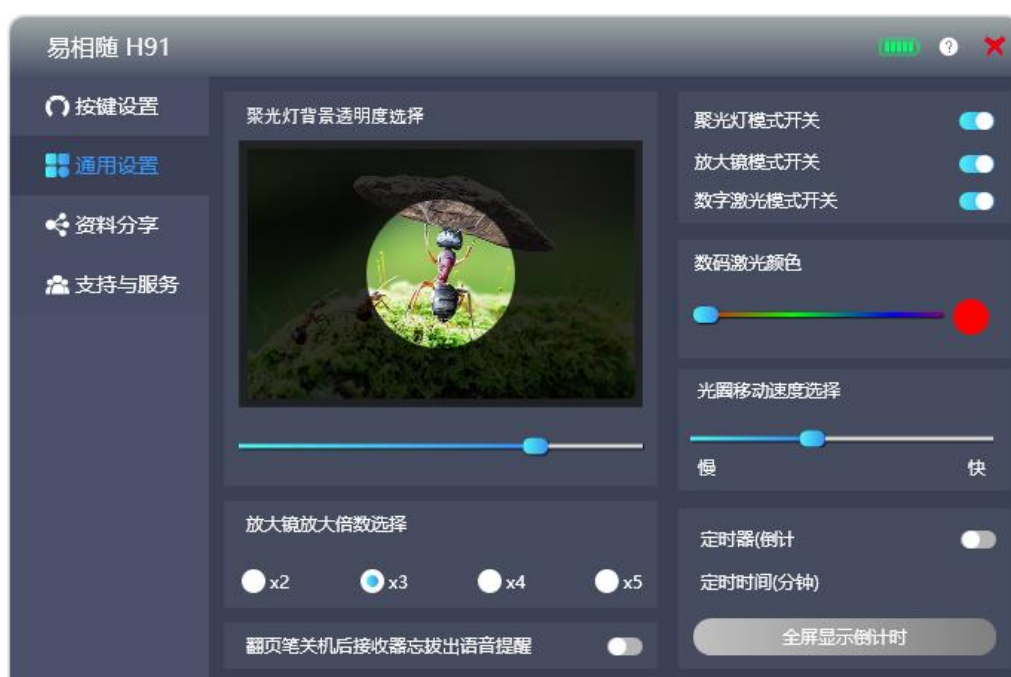 易相随 H91
?
按键设置
通用设置
资料分享
支持与服务
聚光灯背景透明度选择
放大镜放大倍数选择
x2 x3 x4 x5
翻页笔关机后接收器忘拔出语音提醒
聚光灯模式开关
放大镜模式开关
数字激光模式开关
数码激光颜色
光圈移动速度选择
慢 快
定时器(倒计
定时时间(分钟)
全屏显示倒计时